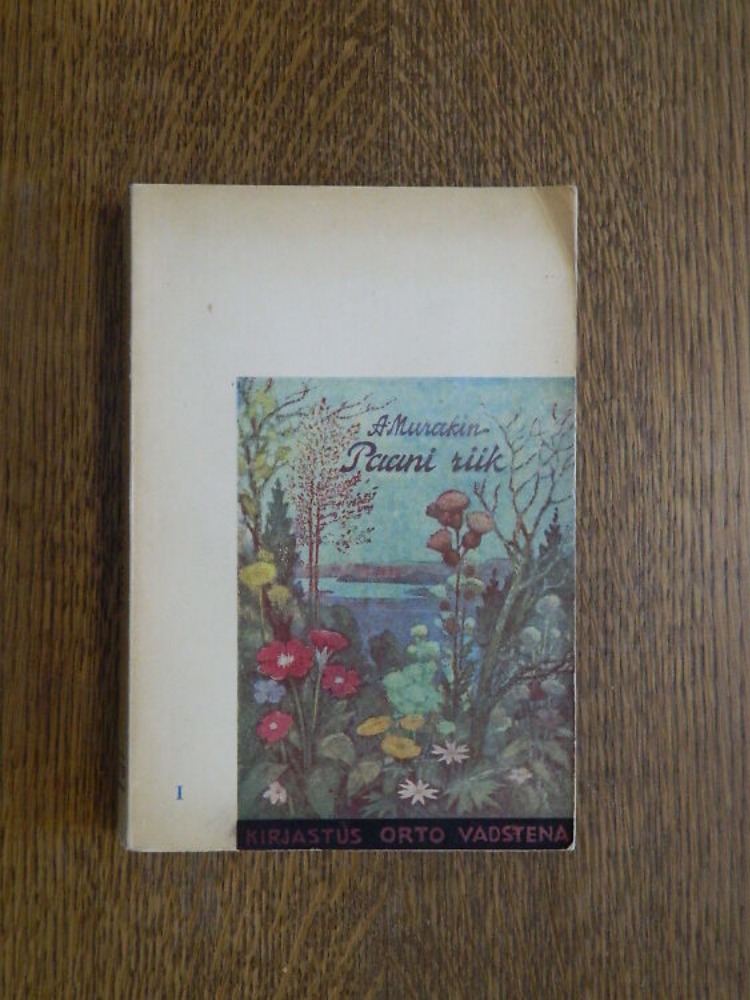 A. Murakin
Paani riik
I
KIRJASTUS ORTO VADSTENA